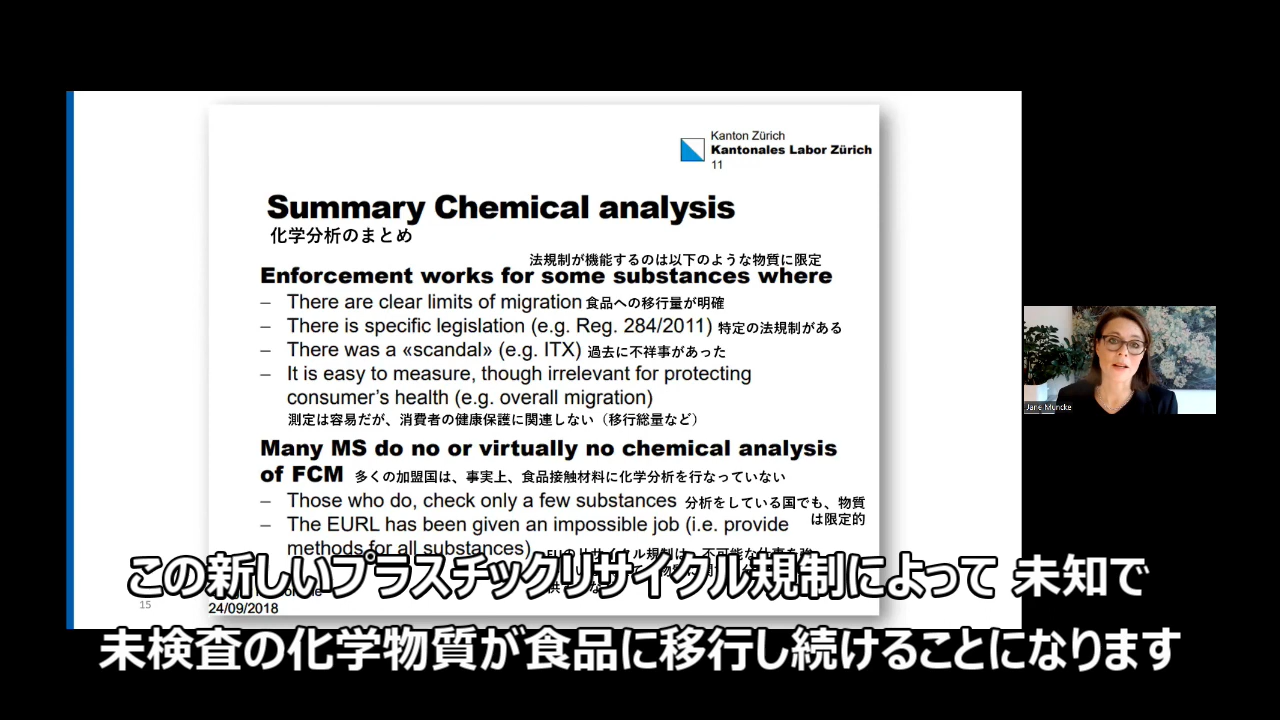 Kanton Zürich
Kantonales Labor Zürich
11
Summary Chemical analysis
化学分析のまとめ
法規制が機能するのは以下のような物質に限定
Enforcement works for some substances where
– There are clear limits of migration 食品への移行量が明確
– There is specific legislation (e.g. Reg. 284/2011) 特定の法規制がある
– There was a «scandal» (e.g. ITX) 過去に不祥事があった
– It is easy to measure, though irrelevant for protecting
consumer’s health (e.g. overall migration)
測定は容易だが、消費者の健康保護に関連しない（移行総量など）
Many MS do no or virtually no chemical analysis
of FCM 多くの加盟国は、事実上、食品接触材料に化学分析を行なっていない
– Those who do, check only a few substances 分析をしている国でも、物質
は限定的
– The EURL has been given an impossible job (i.e. provide
methods for all substances)
15
24/09/2018
Jane Muncke
この新しいプラスチックリサイクル規制によって 未知で
未検査の化学物質が食品に移行し続けることになります